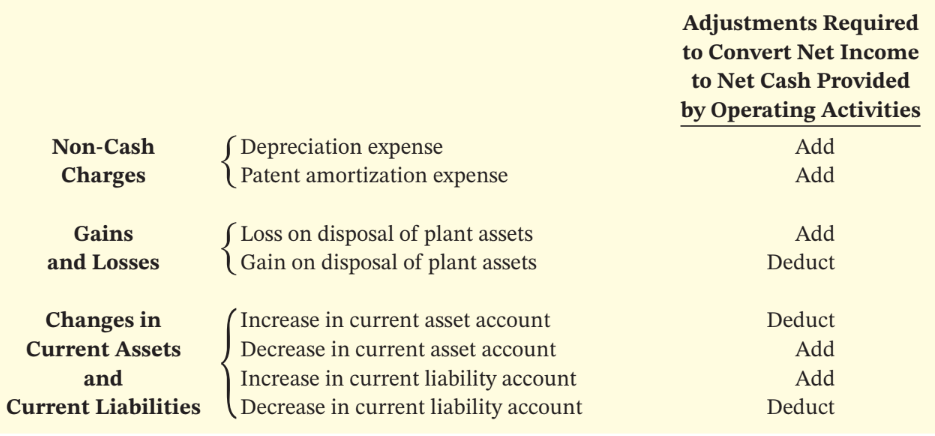 Adjustments Required
to Convert Net Income
to Net Cash Provided
by Operating Activities
Non-Cash Depreciation expense Add
Charges Patent amortization expense Add
Gains Loss on disposal of plant assets Add
and Losses Gain on disposal of plant assets Deduct
Changes in Increase in current asset account Deduct
Current Assets Decrease in current asset account Add
and Increase in current liability account Add
Current Liabilities Decrease in current liability account Deduct